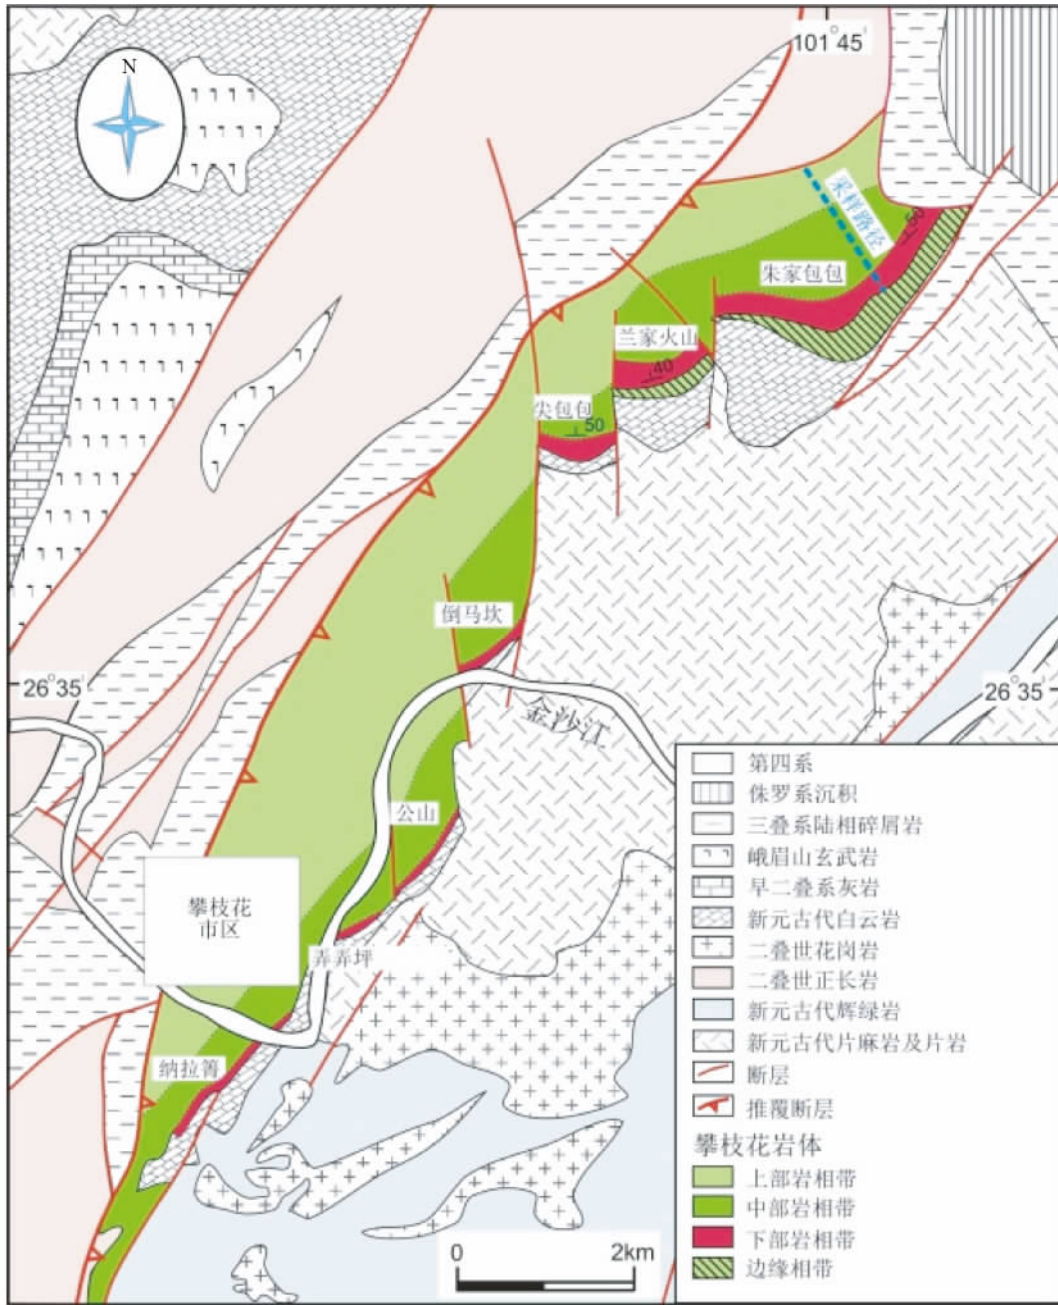 101°45′
N
采样路径
50
朱家包包
兰家火山
40
尖包包
50
倒马坎
26°35′
26°35′
金沙江
公山
攀枝花
市区
弄弄坪
纳拉箐
第四系
侏罗系沉积
三叠系陆相碎屑岩
峨眉山玄武岩
早二叠系灰岩
新元古代白云岩
二叠世花岗岩
二叠世正长岩
新元古代辉绿岩
新元古代片麻岩及片岩
断层
推覆断层
攀枝花岩体
上部岩相带
中部岩相带
下部岩相带
边缘相带
0 2km